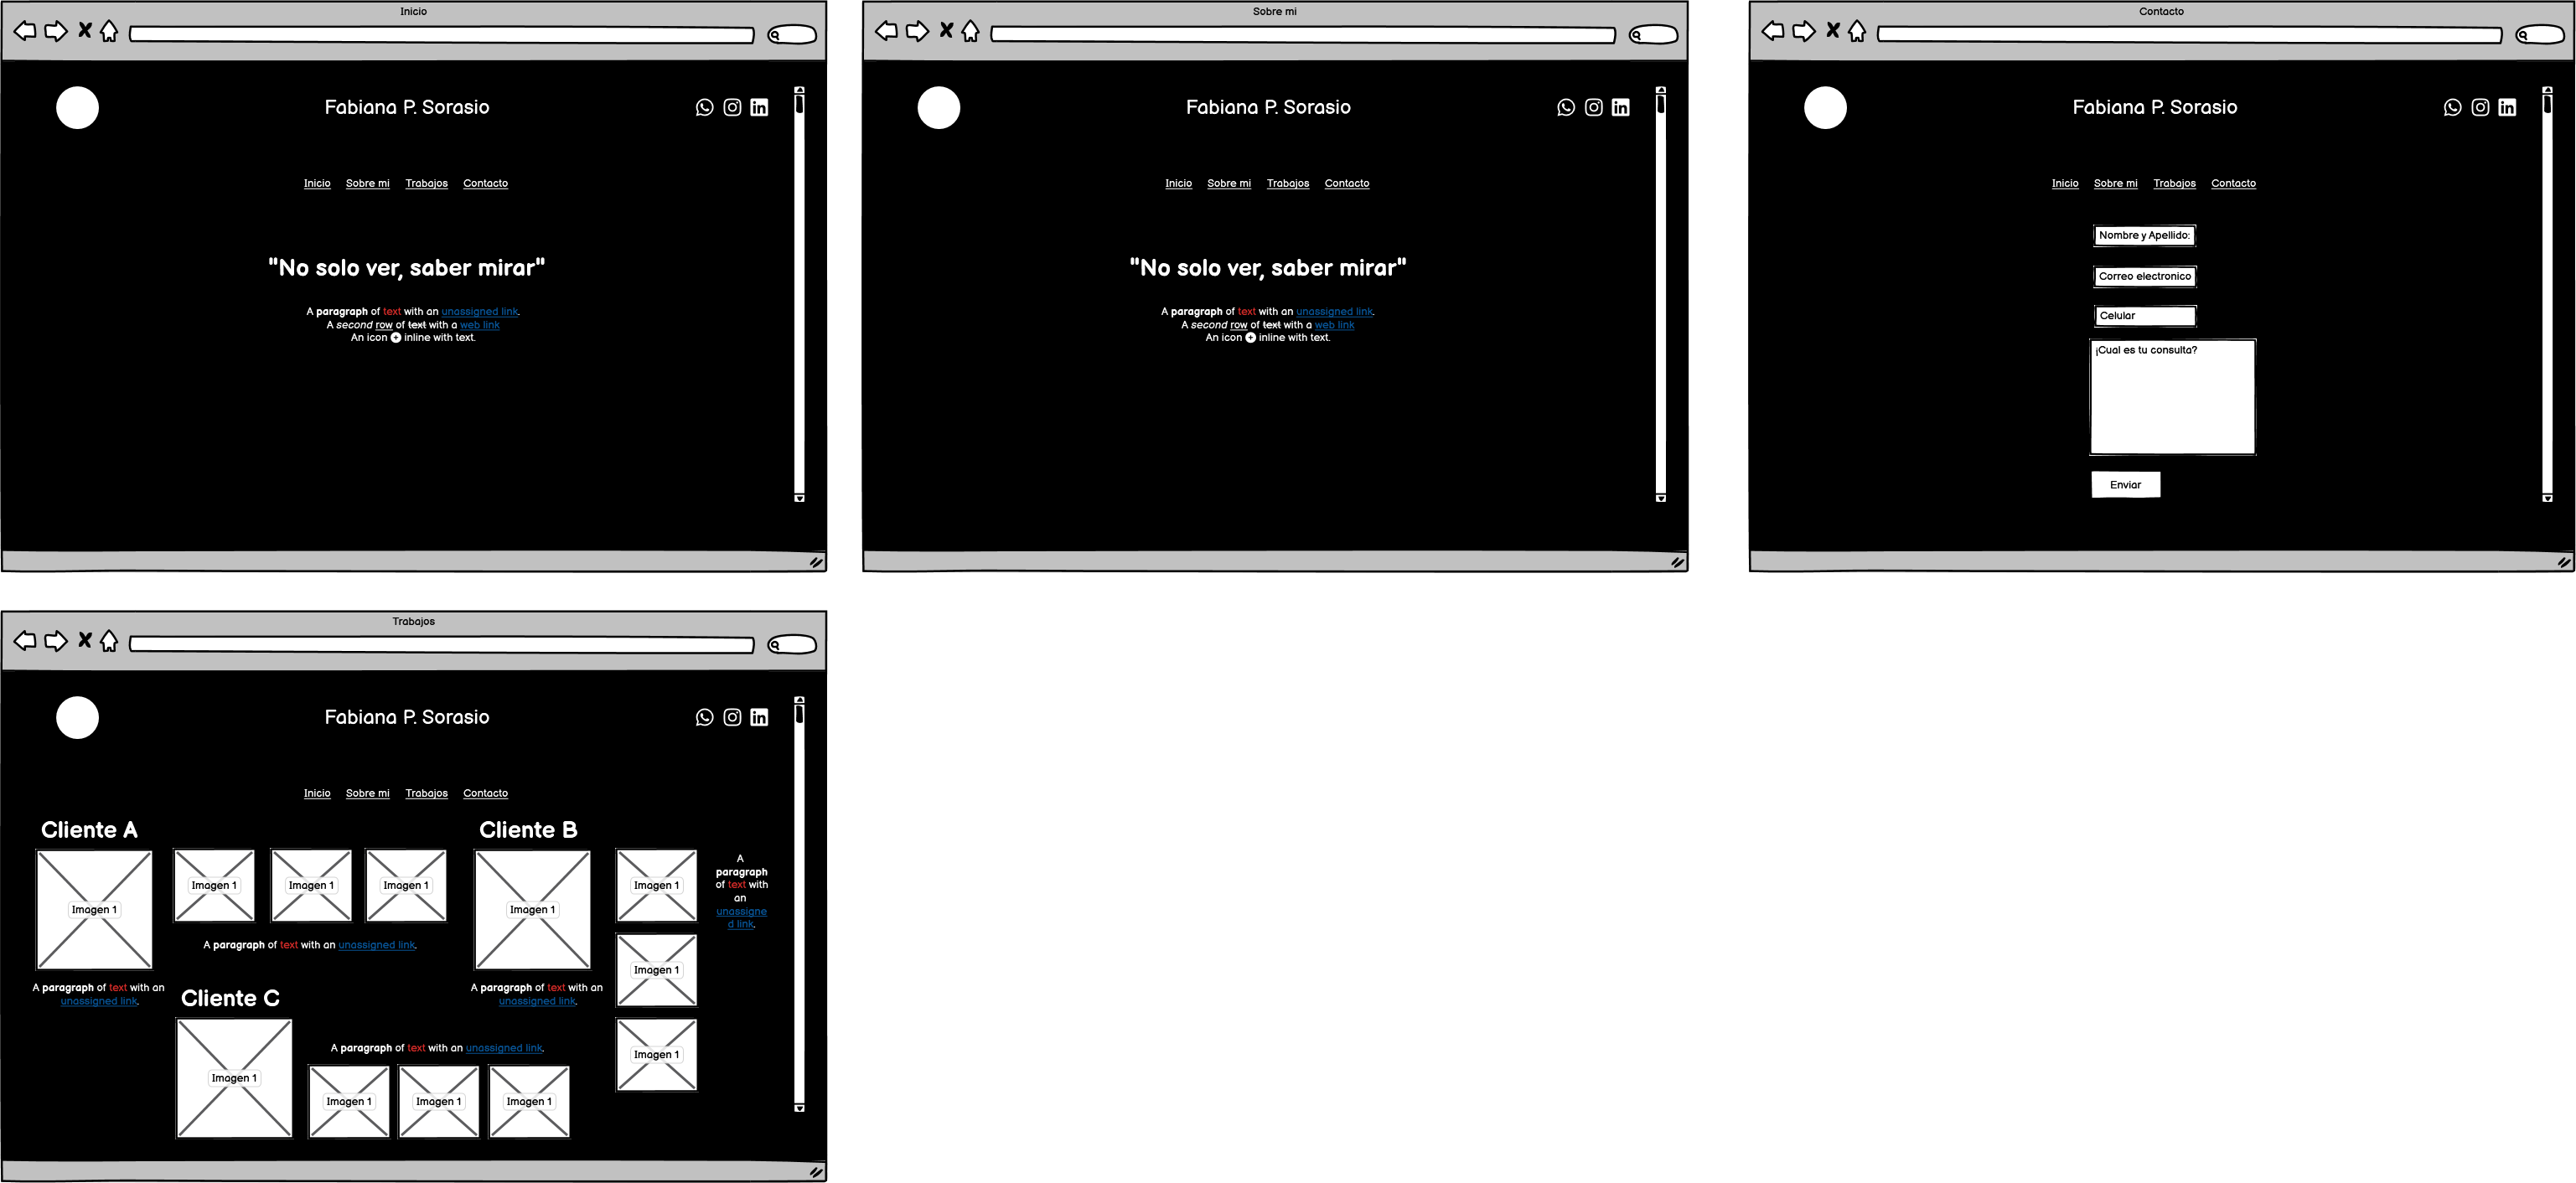 Inicio
Fabiana P. Sorasio
Inicio Sobre mi Trabajos Contacto
"No solo ver, saber mirar"
A paragraph of text with an unassigned link.
A second row of text with a web link
An icon inline with text.
Sobre mi
Fabiana P. Sorasio
Inicio Sobre mi Trabajos Contacto
"No solo ver, saber mirar"
A paragraph of text with an unassigned link.
A second row of text with a web link
An icon inline with text.
Contacto
Fabiana P. Sorasio
Inicio Sobre mi Trabajos Contacto
Nombre y Apellido:
Correo electronico
Celular
¡Cual es tu consulta?
Enviar
Trabajos
Fabiana P. Sorasio
Inicio Sobre mi Trabajos Contacto
Cliente A
Imagen 1
Imagen 1 Imagen 1 Imagen 1
A paragraph of text with an unassigned link.
A paragraph of text with an
unassigned link.
Cliente B
Imagen 1
A paragraph of text with an
unassigned link.
Imagen 1
Imagen 1
Imagen 1
A
paragraph
of text with
an
unassigne
d link.
Cliente C
Imagen 1
A paragraph of text with an unassigned link.
Imagen 1 Imagen 1 Imagen 1